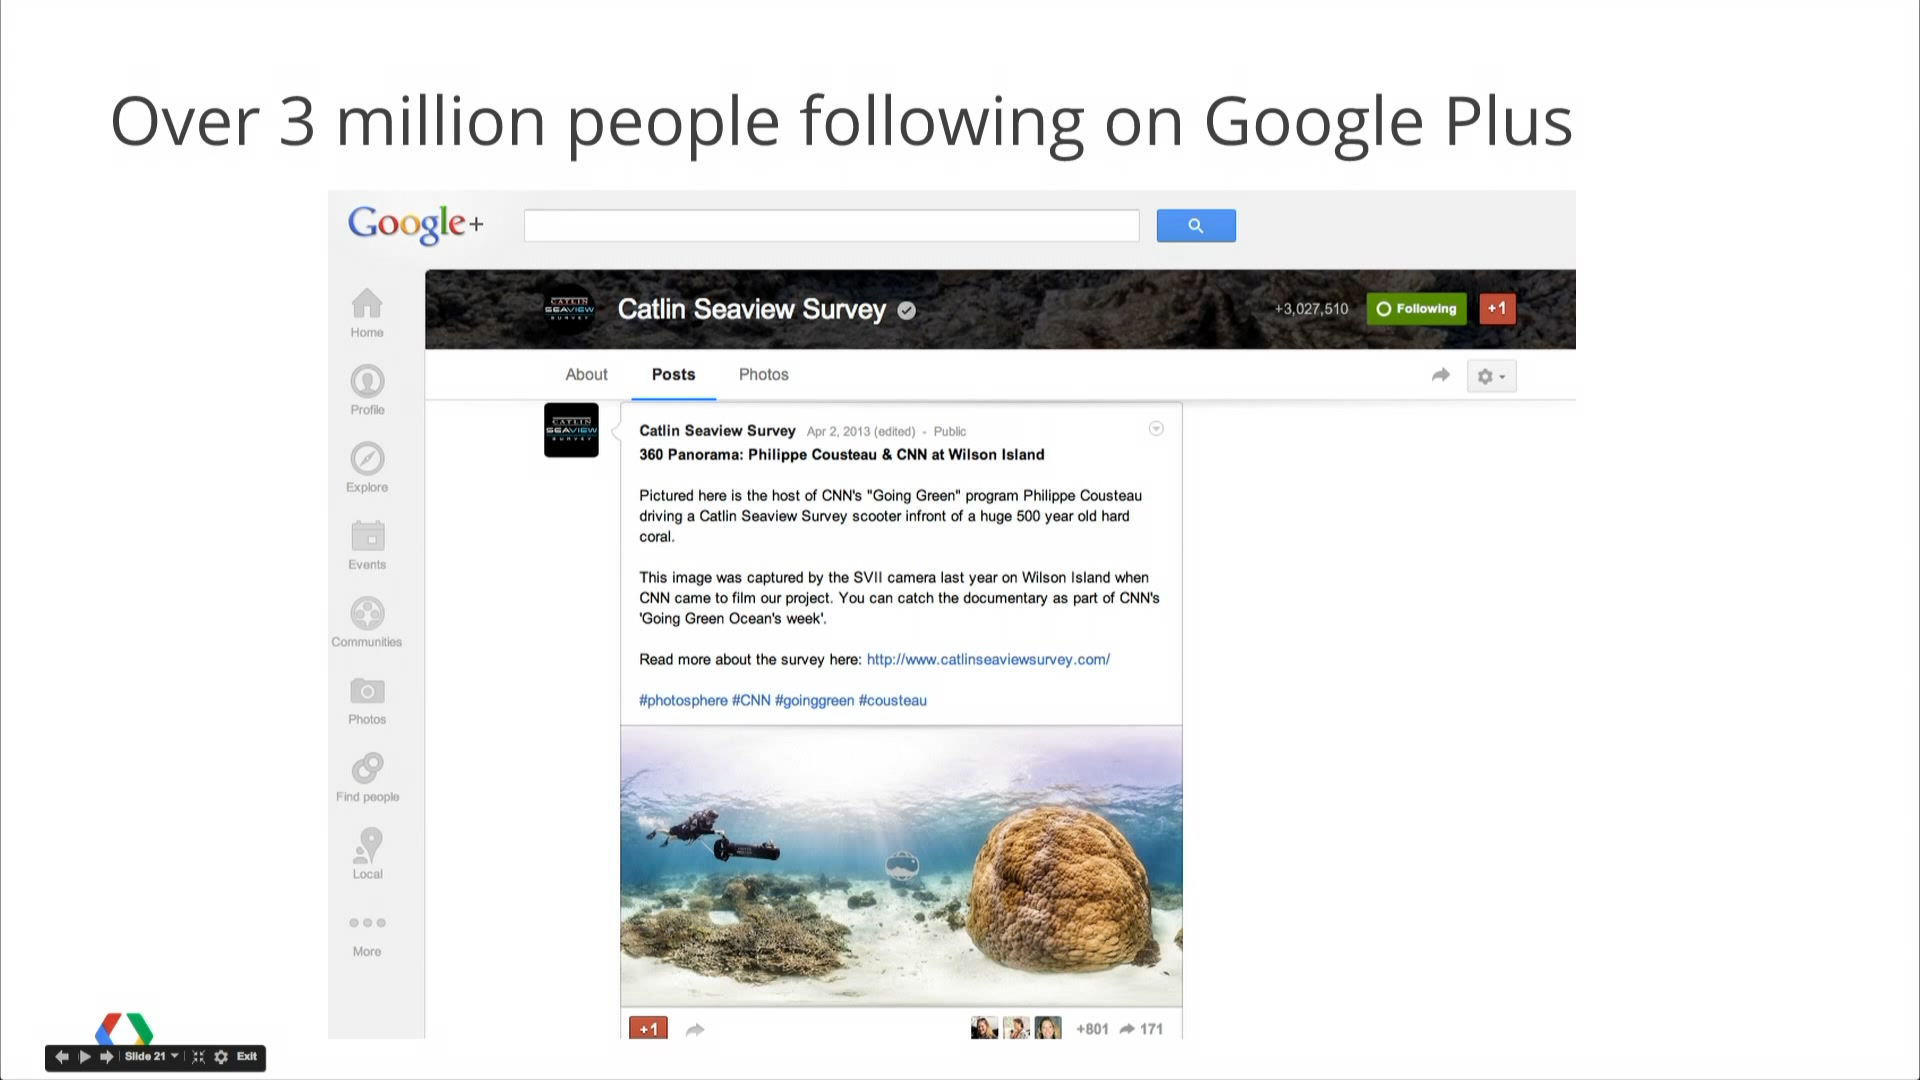 Over 3 million people following on Google Plus
Google+
Home
Profile
Explore
Events
Communities
Photos
Find people
Local
More
CATLIN
SEAVIEW
SURVEY
Catlin Seaview Survey
+3,027,510
Following
+1
About Posts Photos
CATLIN
SEAVIEW
SURVEY
Catlin Seaview Survey Apr 2, 2013 (edited) - Public
360 Panorama: Philippe Cousteau & CNN at Wilson Island
Pictured here is the host of CNN's "Going Green" program Philippe Cousteau
driving a Catlin Seaview Survey scooter infront of a huge 500 year old hard
coral.
This image was captured by the SVII camera last year on Wilson Island when
CNN came to film our project. You can catch the documentary as part of CNN's
'Going Green Ocean's week'.
Read more about the survey here: http://www.catlinseaviewsurvey.com/
#photosphere #CNN #goinggreen #cousteau
+1
+801 171
Slide 21 Exit